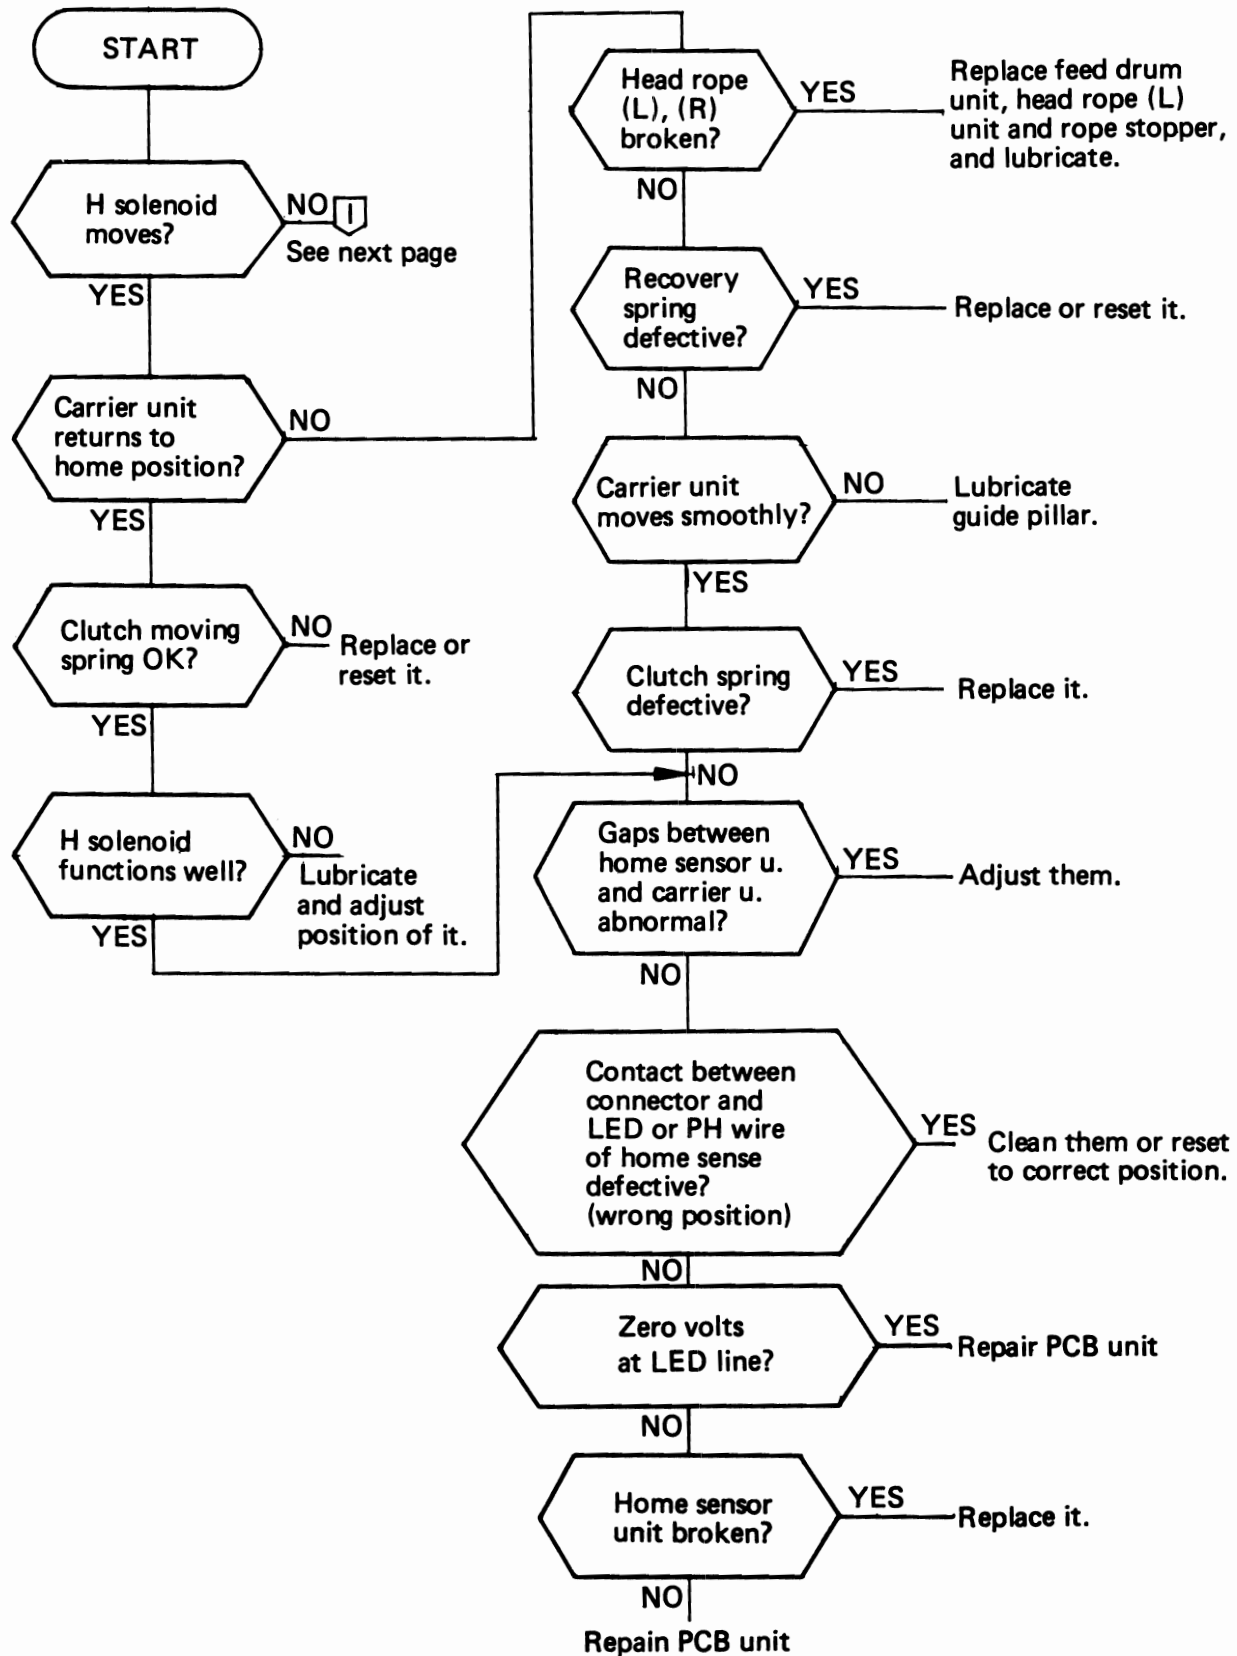 START
H solenoid
moves?
NO
I
See next page
YES
Carrier unit
returns to
home position?
NO
YES
Clutch moving
spring OK?
NO
Replace or
reset it.
YES
H solenoid
functions well?
NO
Lubricate
and adjust
position of it.
YES
Head rope
(L), (R)
broken?
YES
Replace feed drum
unit, head rope (L)
unit and rope stopper,
and lubricate.
NO
Recovery
spring
defective?
YES
Replace or reset it.
NO
Carrier unit
moves smoothly?
NO
Lubricate
guide pillar.
YES
Clutch spring
defective?
YES
Replace it.
NO
Gaps between
home sensor u.
and carrier u.
abnormal?
YES
Adjust them.
NO
Contact between
connector and
LED or PH wire
of home sense
defective?
(wrong position)
YES
Clean them or reset
to correct position.
NO
Zero volts
at LED line?
YES
Repair PCB unit
NO
Home sensor
unit broken?
YES
Replace it.
NO
Repain PCB unit